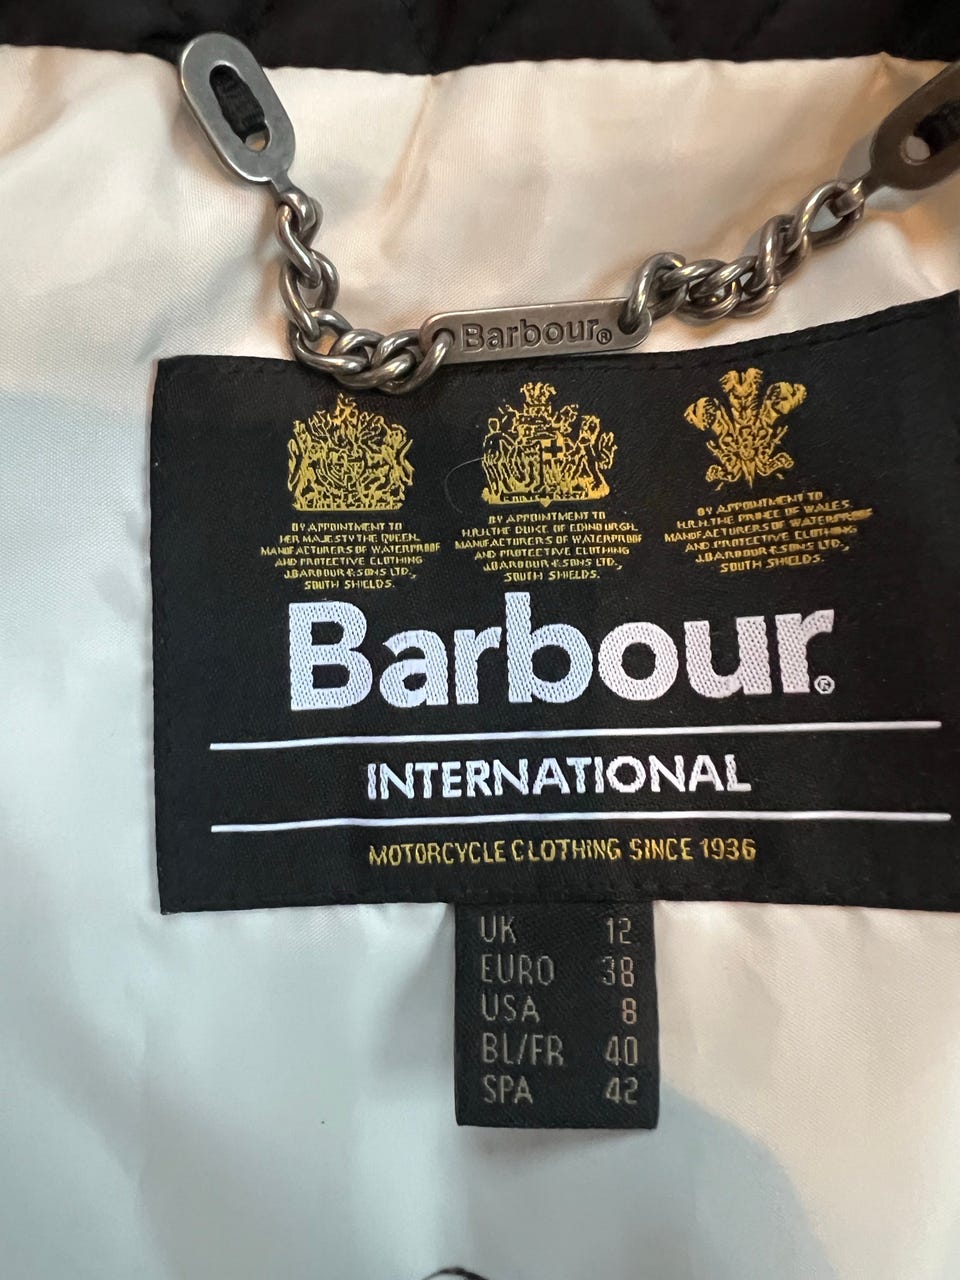 Barbour®
BY APPOINTMENT TO
HER MAJESTY THE QUEEN.
MANUFACTURERS OF WATERPROOF
AND PROTECTIVE CLOTHING
J.BARBOUR & SONS LTD.,
SOUTH SHIELDS.
BY APPOINTMENT TO
H.R.H. THE DUKE OF EDINBURGH.
MANUFACTURERS OF WATERPROOF
AND PROTECTIVE CLOTHING
J.BARBOUR & SONS LTD.,
SOUTH SHIELDS.
BY APPOINTMENT TO
H.R.H. THE PRINCE OF WALES.
MANUFACTURERS OF WATERPROOF
AND PROTECTIVE CLOTHING
J.BARBOUR & SONS LTD.,
SOUTH SHIELDS.
Barbour®
INTERNATIONAL
MOTORCYCLE CLOTHING SINCE 1936
UK 12
EURO 38
USA 8
BL/FR 40
SPA 42